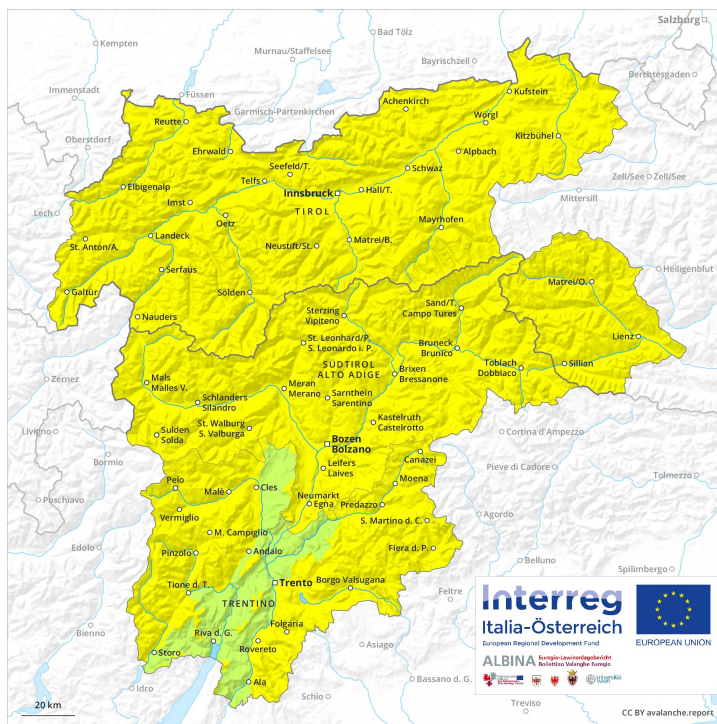 Salzburg
Kempten
Bad Tölz
Murnau/Staffelsee
Bayrischzell
Berchtesgaden
Immenstadt
Füssen
Garmisch-Partenkirchen
Achenkirch
Kufstein
Reutte
Wörgl
Oberstdorf
Ehrwald
Kitzbühel
Alpbach
Seefeld/T.
Schwaz
Telfs
Zell/See
Zell/See
Elbigenalp
Innsbruck
Hall/T.
Mittersill
Lech
Imst
TIROL
Oetz
Mayrhofen
Landeck
Matrei/B.
St. Anton/A.
Neustift/St.
Serfaus
Heiligenblut
Galtür
Sölden
Matrei/O.
Nauders
Sterzing
Vipiteno
Sand/T.
Campo Tures
St. Leonhard/P.
S. Leonardo i. P.
Bruneck
Brunico
Lienz
Zernez
SÜDTIROL
ALTO ADIGE
Brixen
Bressanone
Toblach
Dobbiaco
Sillian
Mals
Malles V.
Meran
Merano
Schlanders
Silandro
Sarnthein
Sarentino
Kastelruth
Castelrotto
Livigno
Sulden
Solda
St. Walburg
S. Valburga
Cortina d'Ampezzo
Bozen
Bolzano
Bormio
Canazei
Leifers
Laives
Pieve di Cadore
Tolmezzo
Peio
Malè
Cles
Moena
Poschiavo
Neumarkt
Egna
Predazzo
Vermiglio
Agordo
S. Martino d. C.
M. Campiglio
Edolo
Pinzolo
Andalo
Fiera d. P.
Belluno
Spilimbergo
Trento
Borgo Valsugana
Tione d. T.
Feltre
TRENTINO
Folgaria
Bienno
Riva d. G.
Rovereto
Asiago
Storo
Ala
Bassano d. G.
Idro
Schio
Treviso
20 km
Interreg
Italia-Österreich
European Regional Development Fund
EUROPEAN UNION
ALBINA
Euregio-Lawinenlagebericht
Bollettino Valanghe Euregio
universität
wien
CC BY avalanche.report